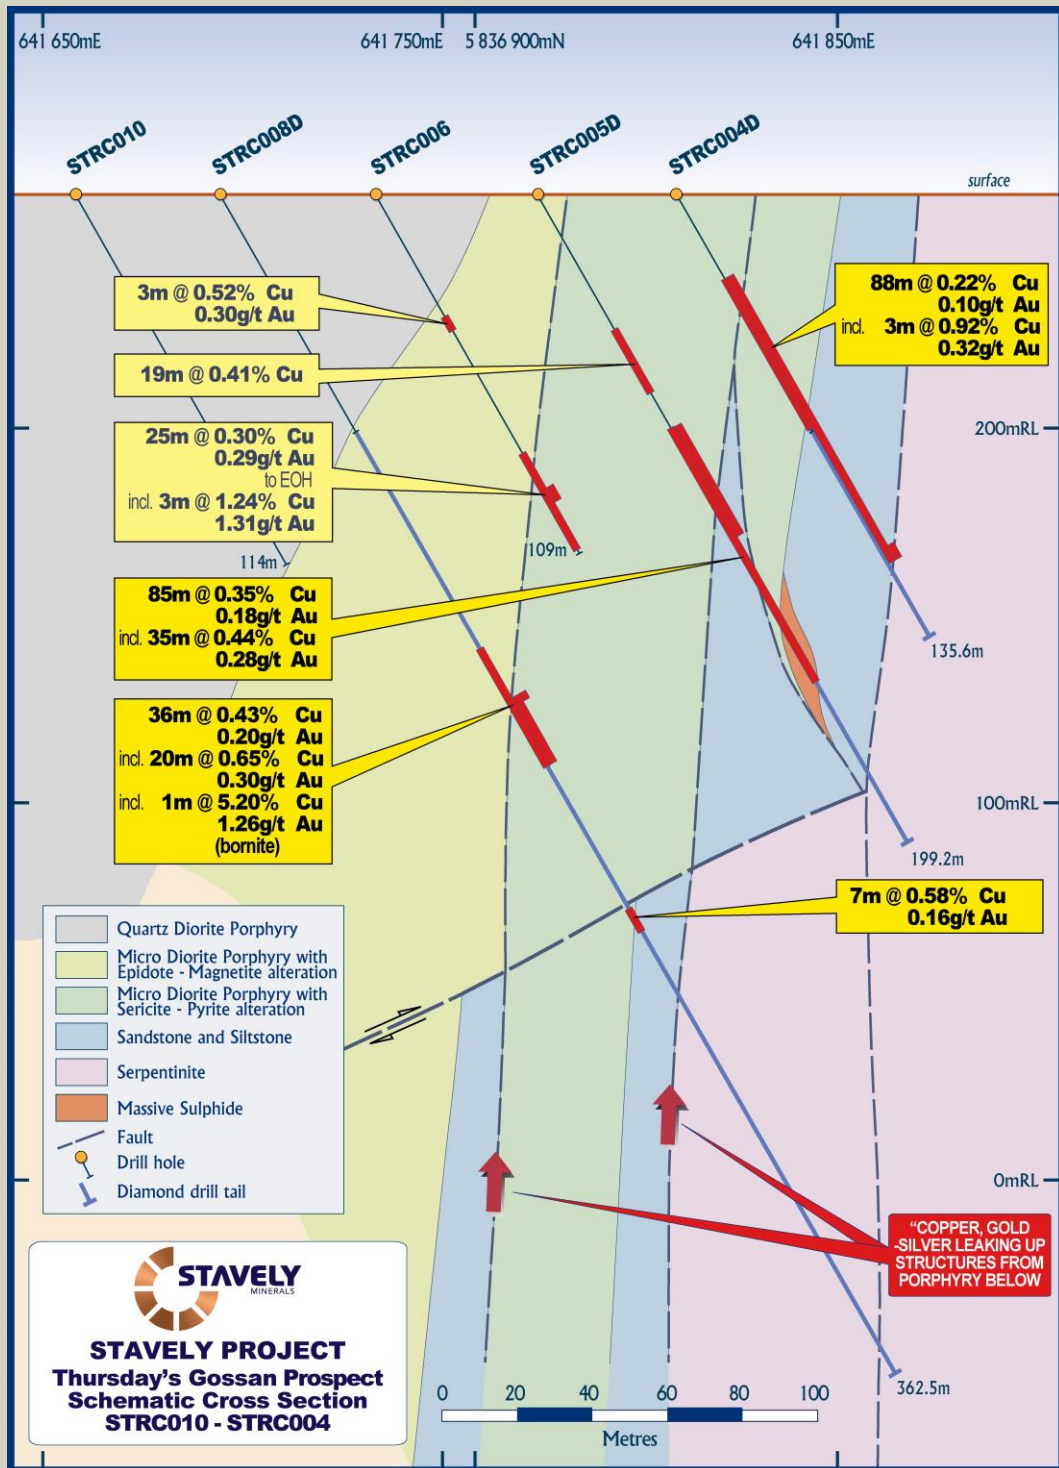 641 650mE
641 750mE
5 836 900mN
641 850mE
STRC010
STRC008D
STRC006
STRC005D
STRC004D
surface
3m @ 0.52% Cu
0.30g/t Au
88m @ 0.22% Cu
0.10g/t Au
incl. 3m @ 0.92% Cu
0.32g/t Au
19m @ 0.41% Cu
200mRL
25m @ 0.30% Cu
0.29g/t Au
to EOH
incl. 3m @ 1.24% Cu
1.31g/t Au
114m
109m
85m @ 0.35% Cu
0.18g/t Au
incl. 35m @ 0.44% Cu
0.28g/t Au
135.6m
36m @ 0.43% Cu
0.20g/t Au
incl. 20m @ 0.65% Cu
0.30g/t Au
incl. 1m @ 5.20% Cu
1.26g/t Au
(bornite)
100mRL
199.2m
7m @ 0.58% Cu
0.16g/t Au
Quartz Diorite Porphyry
Micro Diorite Porphyry with
Epidote - Magnetite alteration
Micro Diorite Porphyry with
Sericite - Pyrite alteration
Sandstone and Siltstone
Serpentinite
Massive Sulphide
Fault
Drill hole
Diamond drill tail
0mRL
"COPPER, GOLD
-SILVER LEAKING UP
STRUCTURES FROM
PORPHYRY BELOW
STAVELY
MINERALS
STAVELY PROJECT
Thursday's Gossan Prospect
Schematic Cross Section
STRC010 - STRC004
362.5m
0 20 40 60 80 100
Metres